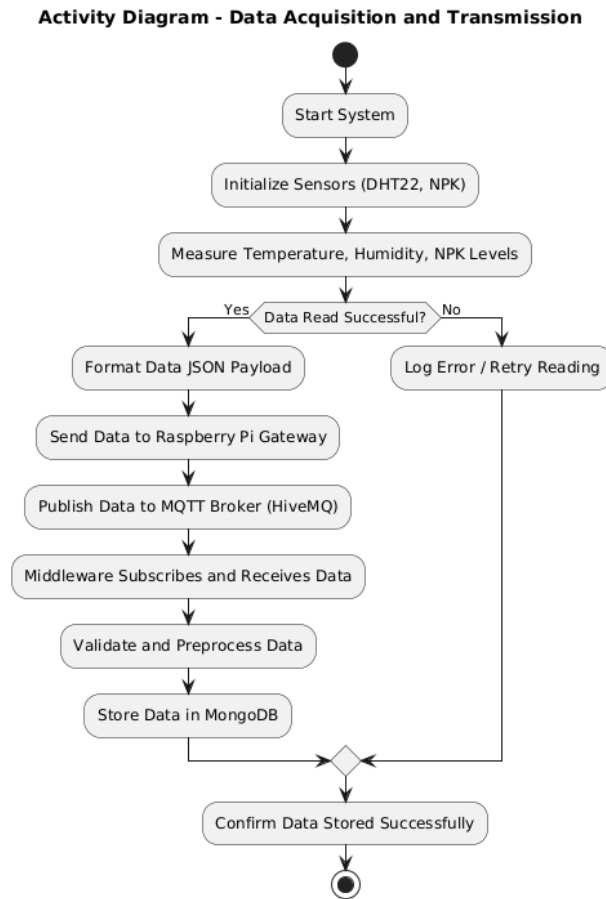 Activity Diagram - Data Acquisition and Transmission
Start System
Initialize Sensors (DHT22, NPK)
Measure Temperature, Humidity, NPK Levels
Yes
Data Read Successful?
No
Format Data JSON Payload
Log Error / Retry Reading
Send Data to Raspberry Pi Gateway
Publish Data to MQTT Broker (HiveMQ)
Middleware Subscribes and Receives Data
Validate and Preprocess Data
Store Data in MongoDB
Confirm Data Stored Successfully